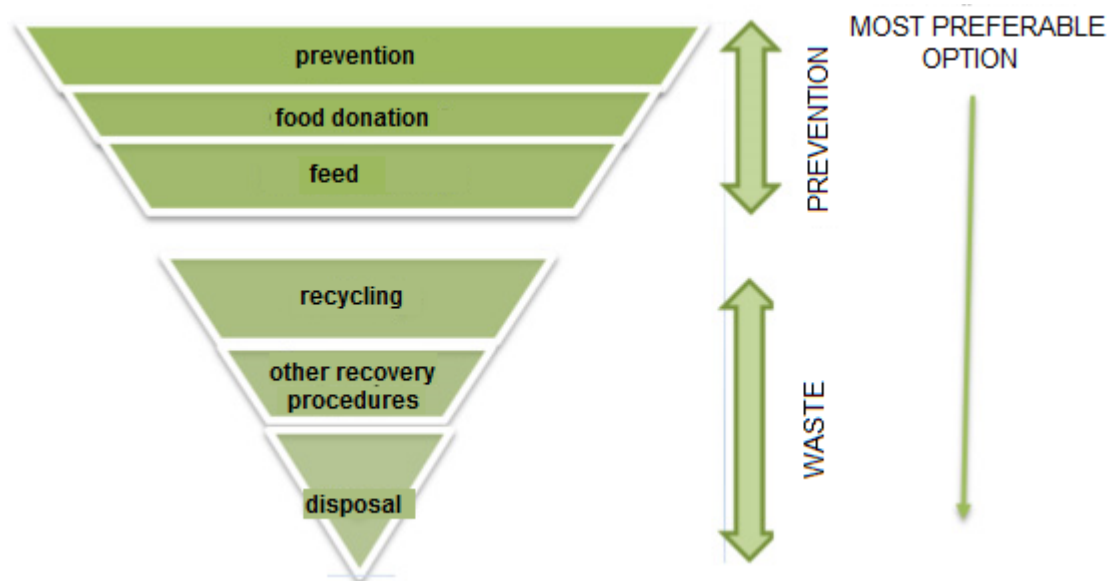 prevention
food donation
feed
recycling
other recovery
procedures
disposal
PREVENTION
WASTE
MOST PREFERABLE
OPTION